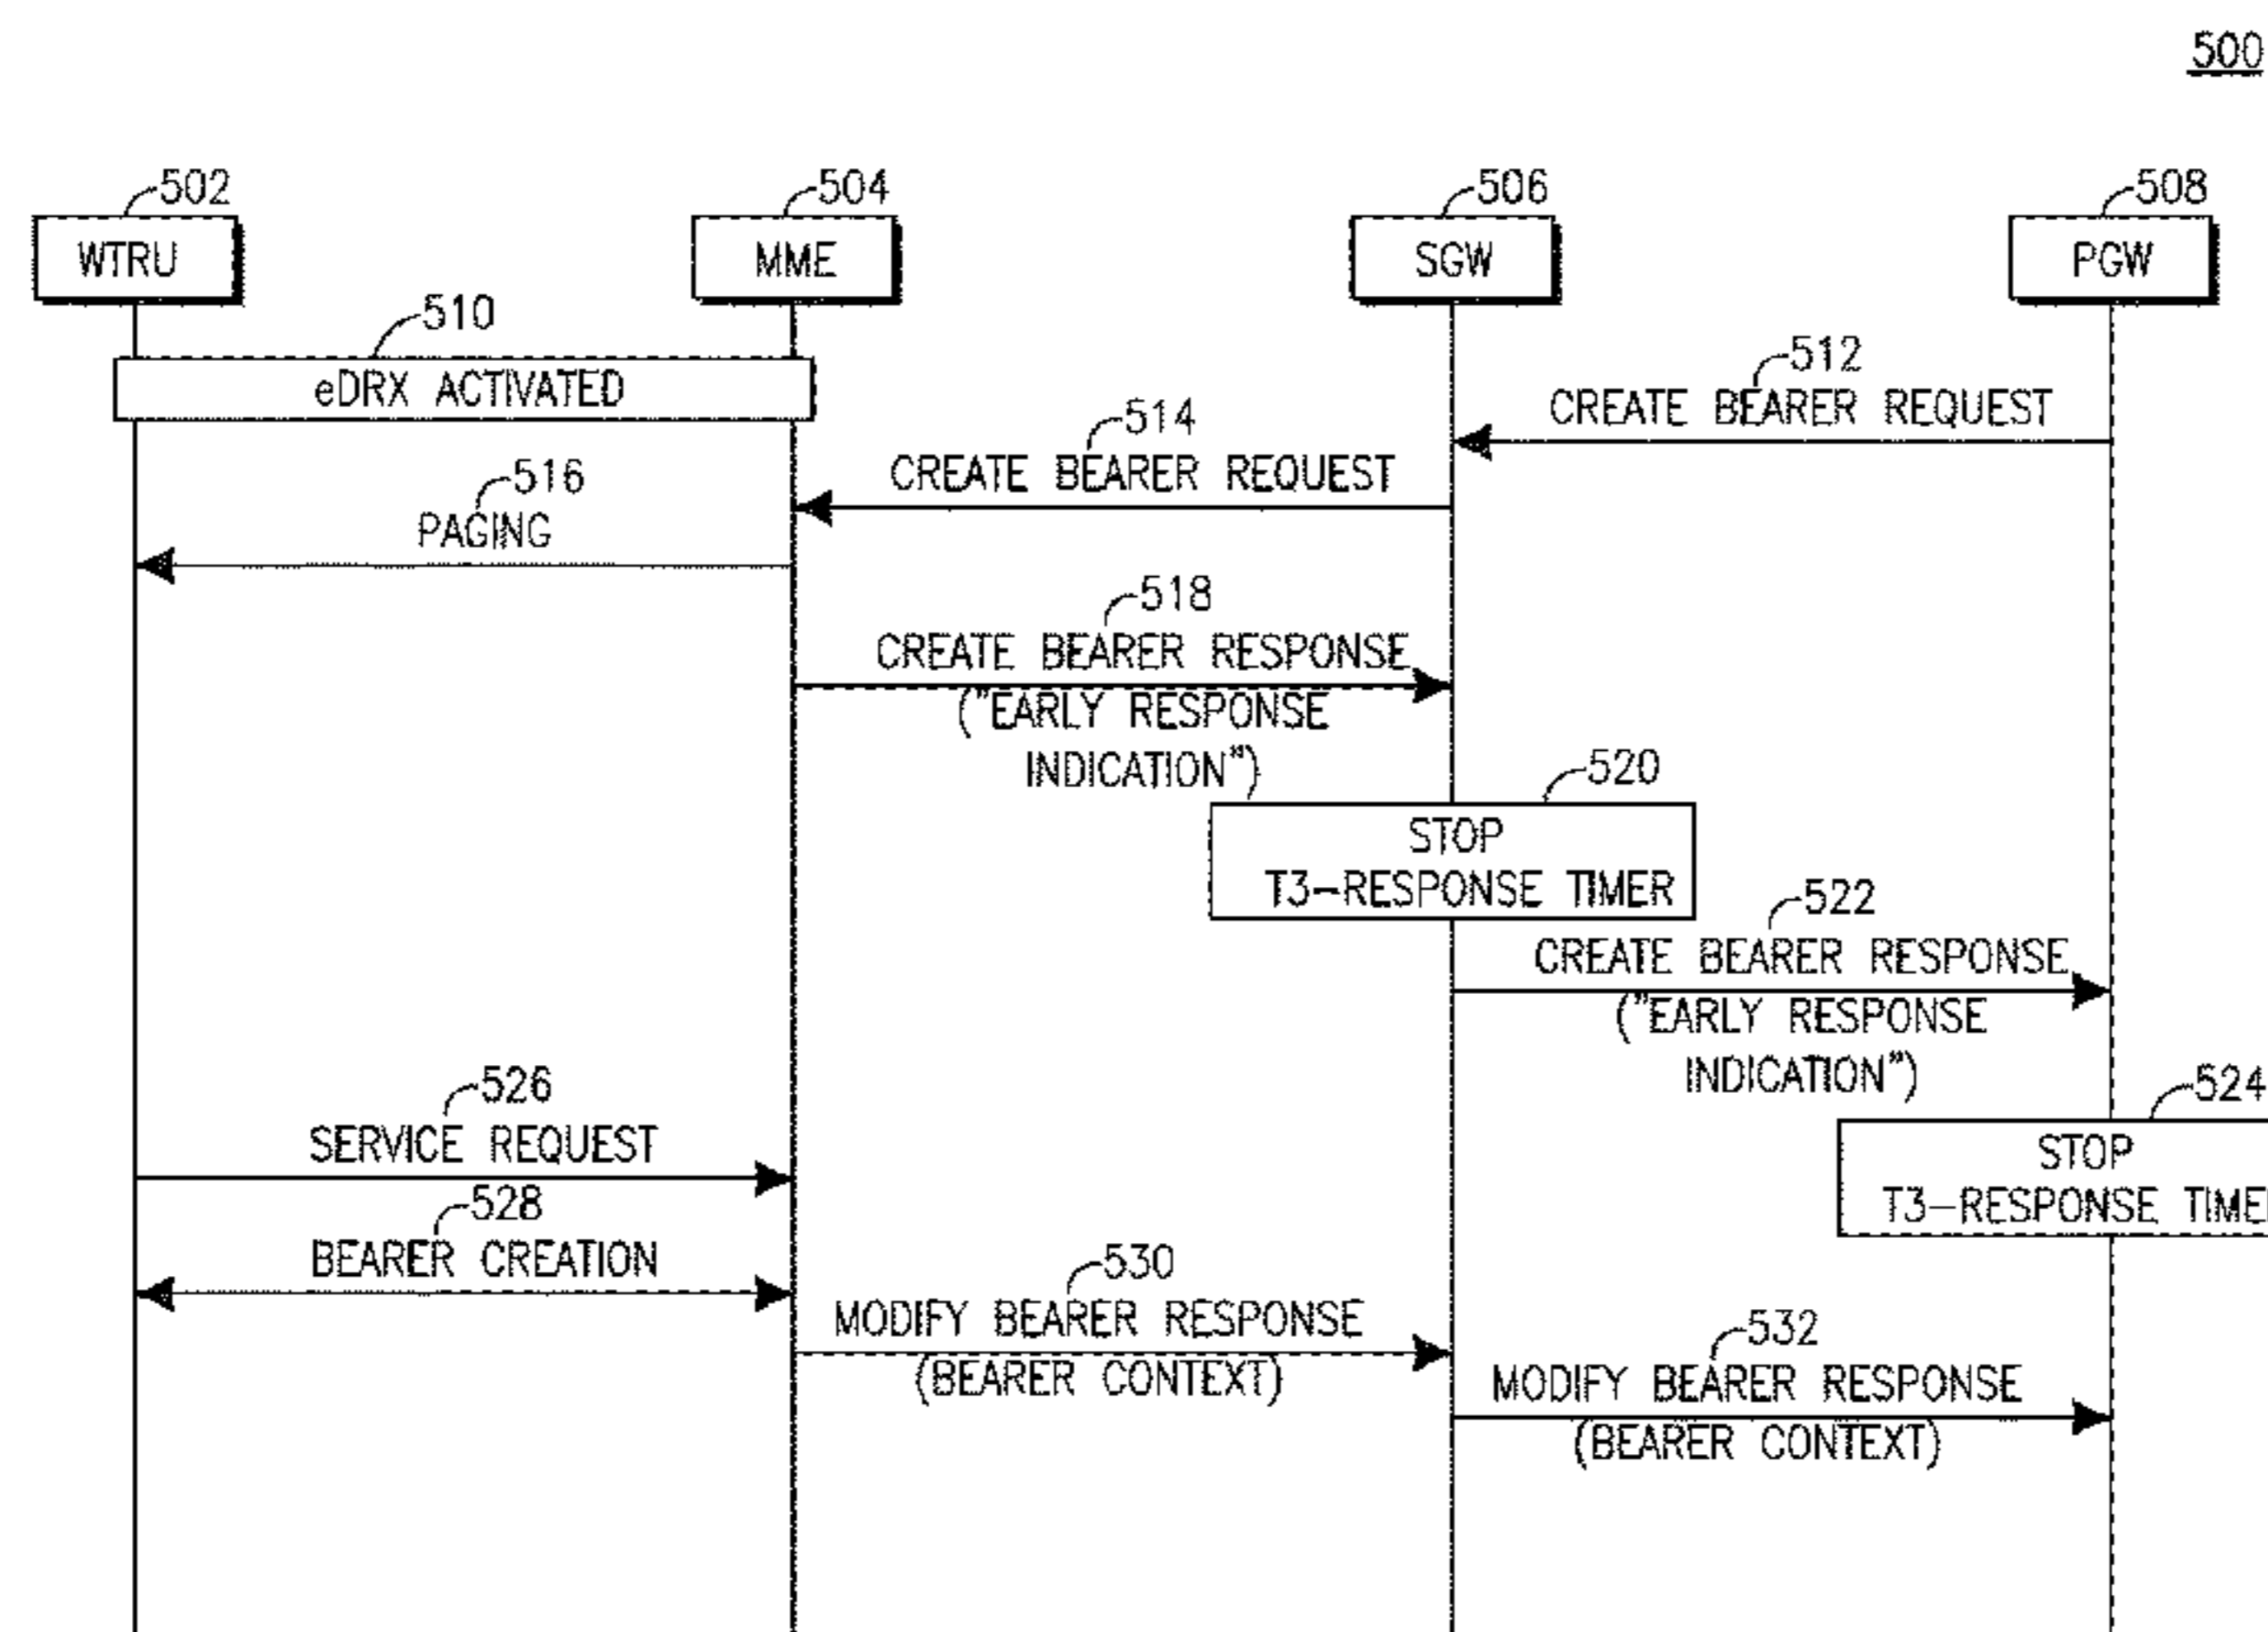 500
502
504
506
508
WTRU
MME
SGW
PGW
510
eDRX ACTIVATED
512
CREATE BEARER REQUEST
514
CREATE BEARER REQUEST
516
PAGING
518
CREATE BEARER RESPONSE
("EARLY RESPONSE
INDICATION")
520
STOP
T3-RESPONSE TIMER
522
CREATE BEARER RESPONSE
("EARLY RESPONSE
INDICATION")
524
STOP
T3-RESPONSE TIME
526
SERVICE REQUEST
528
BEARER CREATION
530
MODIFY BEARER RESPONSE
(BEARER CONTEXT)
532
MODIFY BEARER RESPONSE
(BEARER CONTEXT)